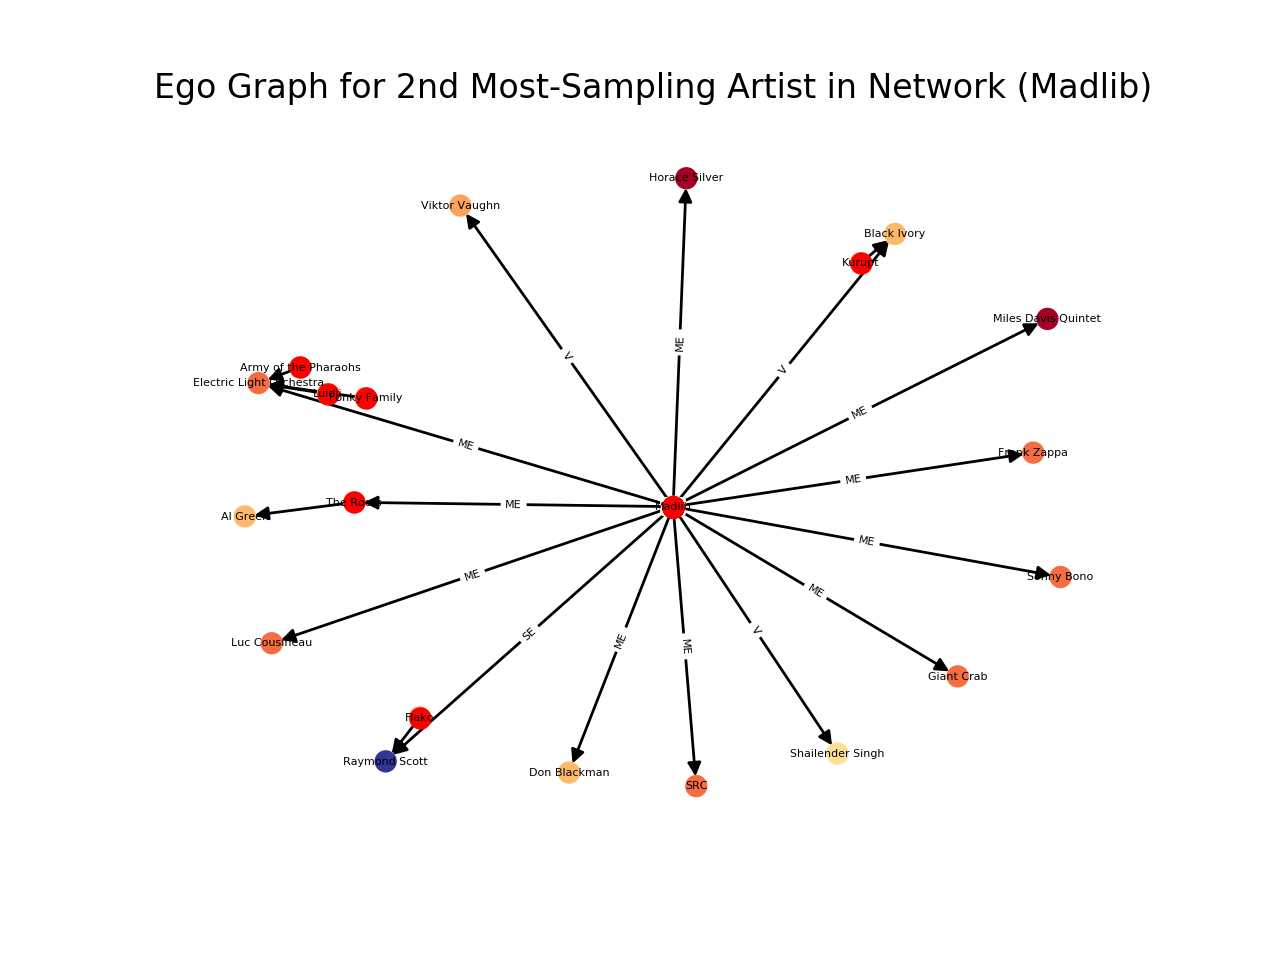 Ego Graph for 2nd Most-Sampling Artist in Network (Madlib)
Horace Silver
Viktor Vaughn
Black Ivory
Kurupt
Miles Davis Quintet
ME
V
V
Army of the Pharaohs
Electric Light Orchestra
Funky Family
ME
ME
Frank Zappa
ME
The Roots
ME
Madlib
Al Green
ME
ME
Sonny Bono
ME
ME
SE
ME
ME
V
Luc Cousineau
Giant Crab
Flako
Raymond Scott
Shailender Singh
Don Blackman
SRC